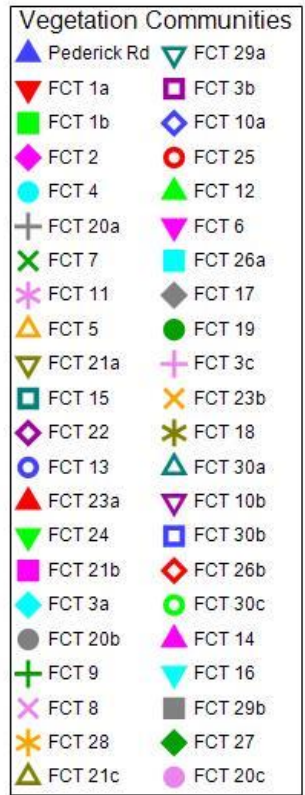 Vegetation Communities
Pederick Rd FCT 29a
FCT 1a FCT 3b
FCT 1b FCT 10a
FCT 2 FCT 25
FCT 4 FCT 12
FCT 20a FCT 6
FCT 7 FCT 26a
FCT 11 FCT 17
FCT 5 FCT 19
FCT 21a FCT 3c
FCT 15 FCT 23b
FCT 22 FCT 18
FCT 13 FCT 30a
FCT 23a FCT 10b
FCT 24 FCT 30b
FCT 21b FCT 26b
FCT 3a FCT 30c
FCT 20b FCT 14
FCT 9 FCT 16
FCT 8 FCT 29b
FCT 28 FCT 27
FCT 21c FCT 20c